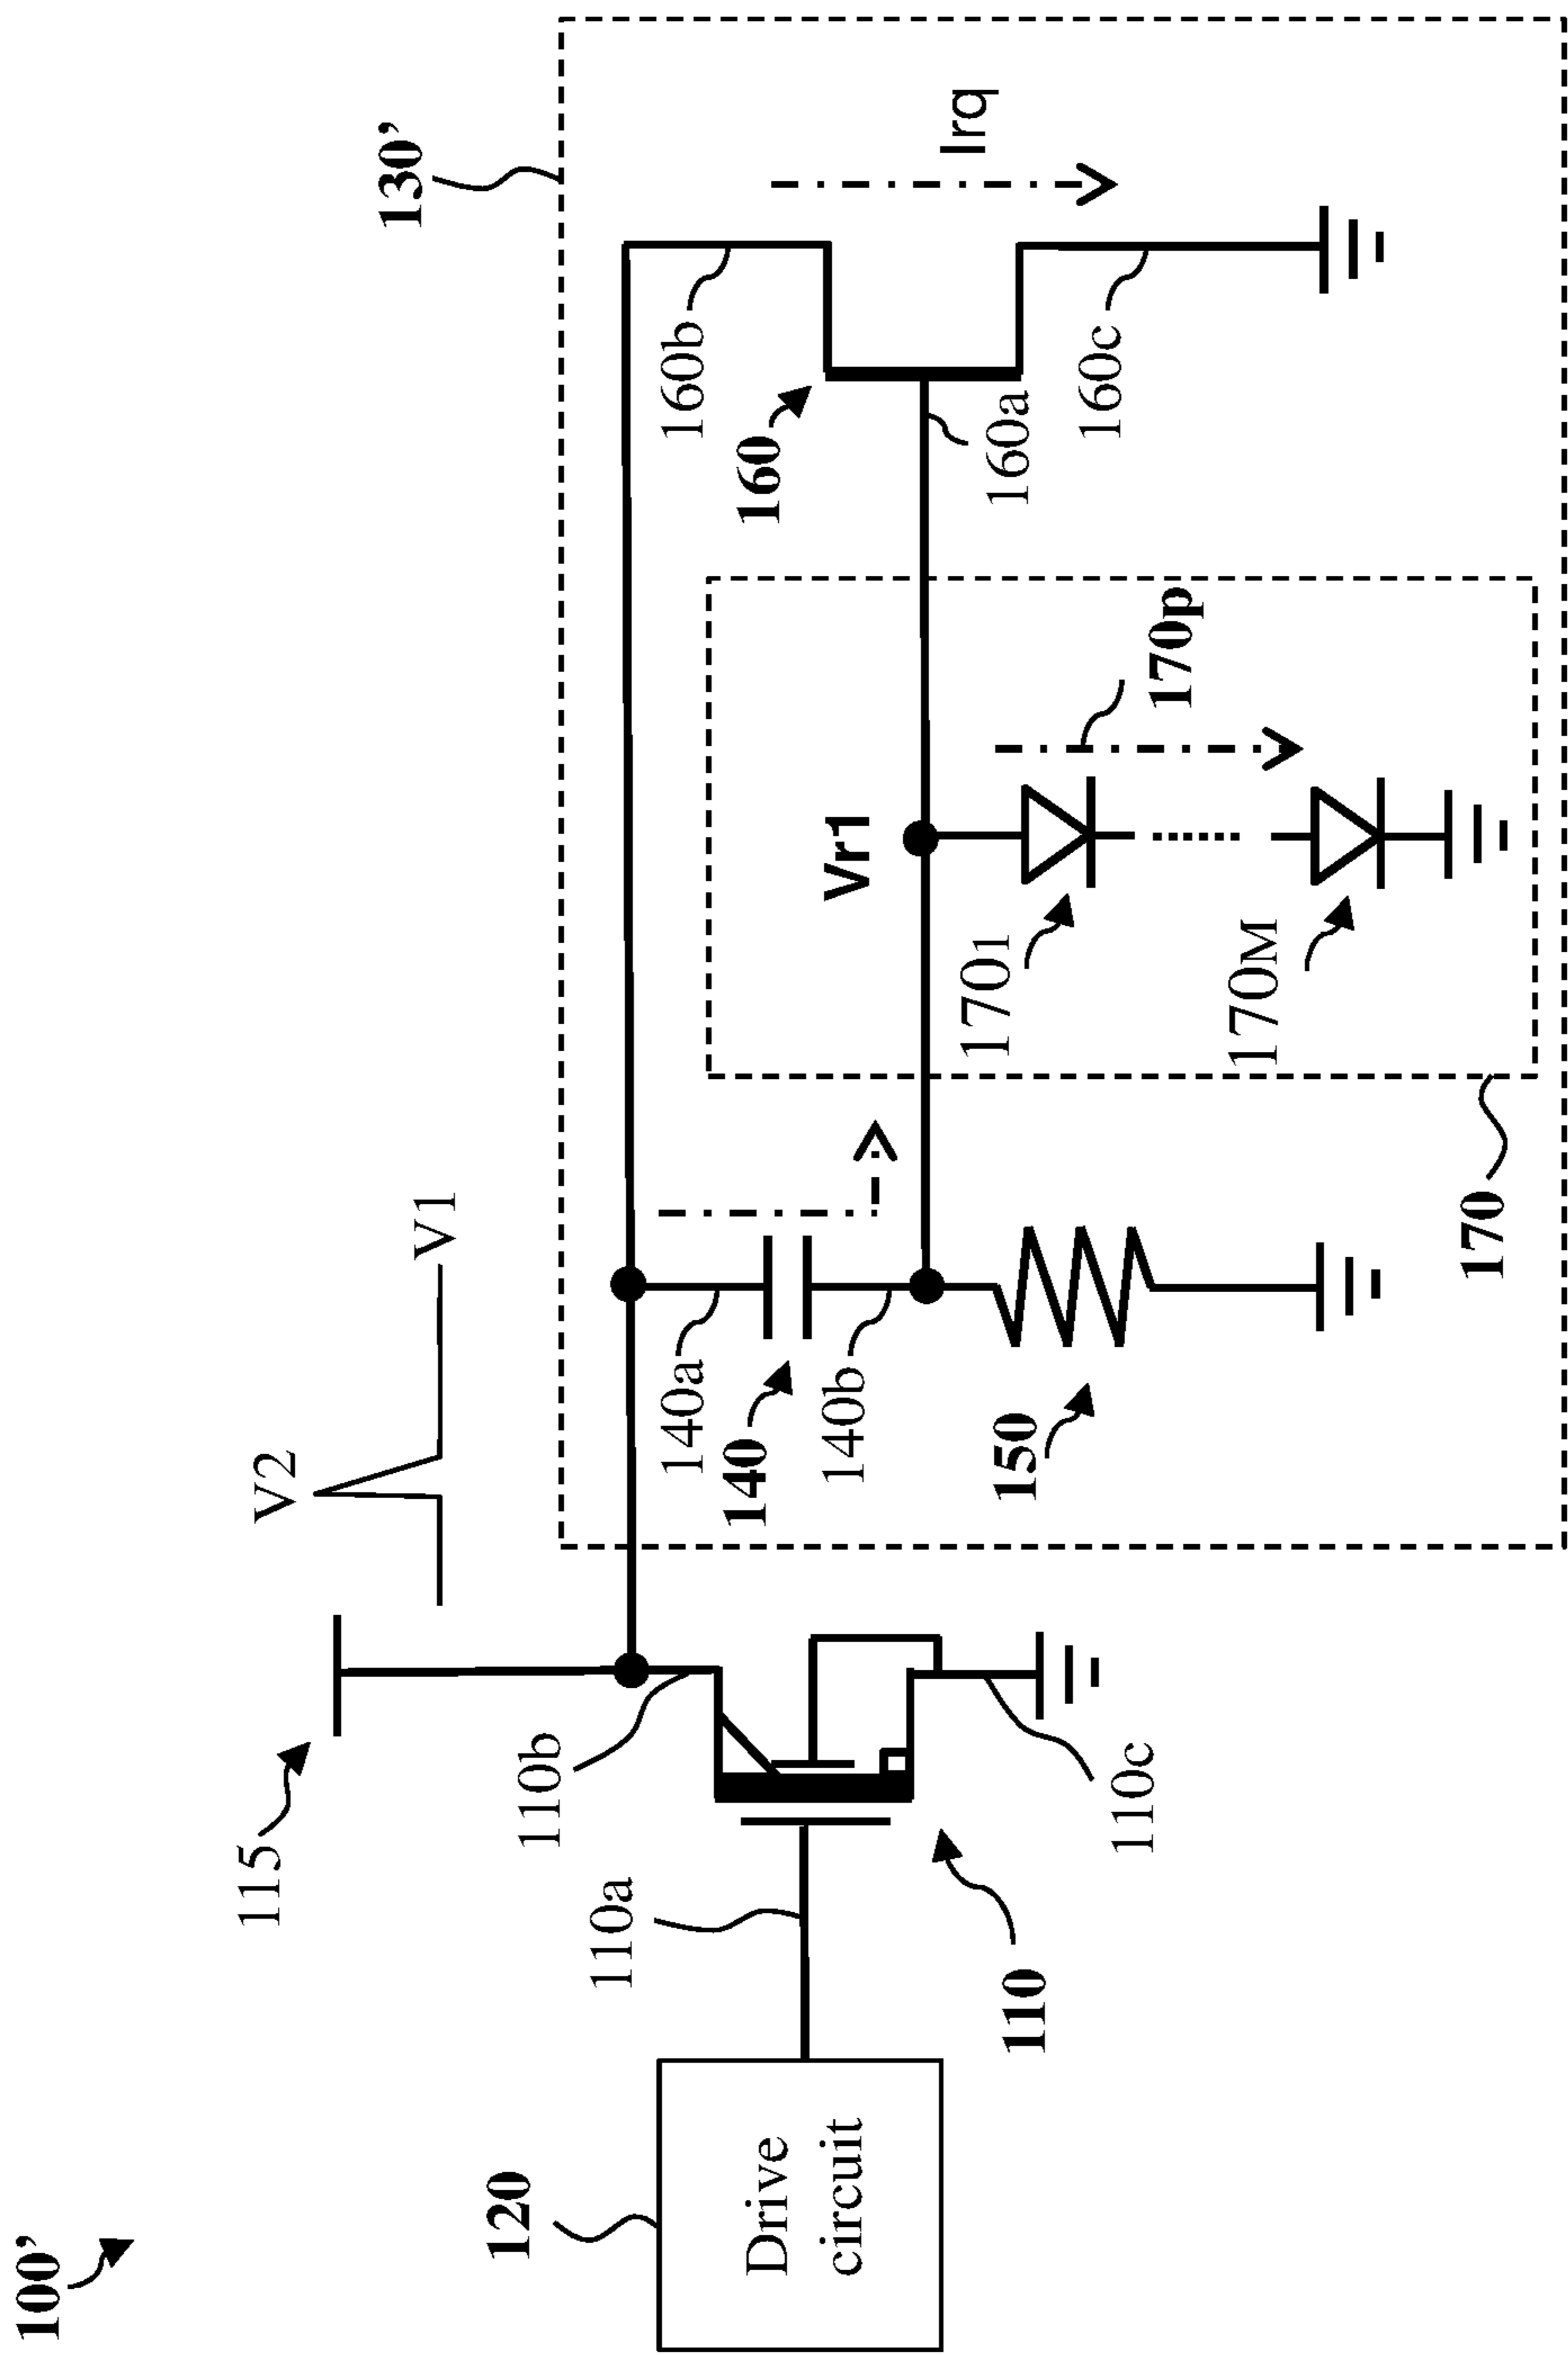 100’
120
Drive
circuit
110a
110
115
110b
110c
V2
V1
130’
140a
140
140b
150
170
Vr1
1701
170M
170p
160
160a
160b
160c
Irq